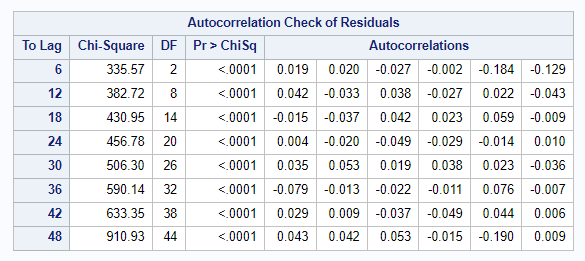 Autocorrelation Check of Residuals
To Lag Chi-Square DF Pr > ChiSq Autocorrelations
6 335.57 2 <.0001 0.019 0.020 -0.027 -0.002 -0.184 -0.129
12 382.72 8 <.0001 0.042 -0.033 0.038 -0.027 0.022 -0.043
18 430.95 14 <.0001 -0.015 -0.037 0.042 0.023 0.059 -0.009
24 456.78 20 <.0001 0.004 -0.020 -0.049 -0.029 -0.014 0.010
30 506.30 26 <.0001 0.035 0.053 0.019 0.038 0.023 -0.036
36 590.14 32 <.0001 -0.079 -0.013 -0.022 -0.011 0.076 -0.007
42 633.35 38 <.0001 0.029 0.009 -0.037 -0.049 0.044 0.006
48 910.93 44 <.0001 0.043 0.042 0.053 -0.015 -0.190 0.009